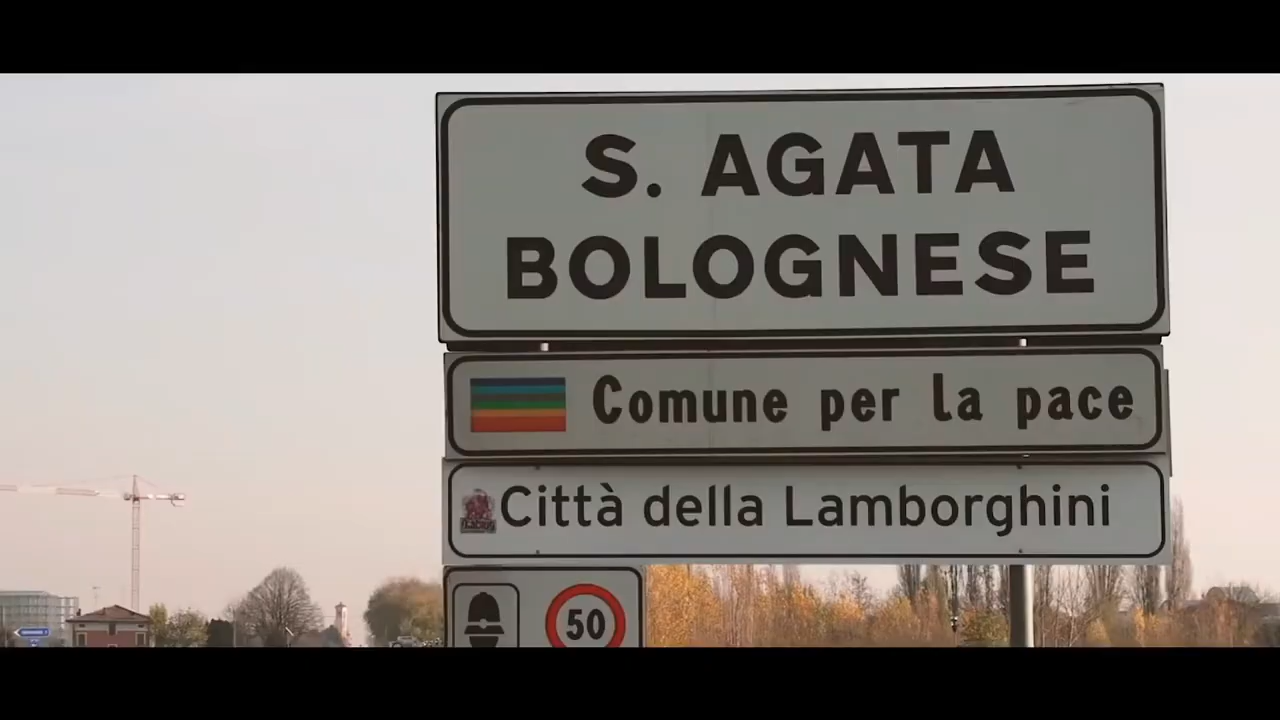 S. AGATA
BOLOGNESE
Comune per la pace
Città della Lamborghini
50